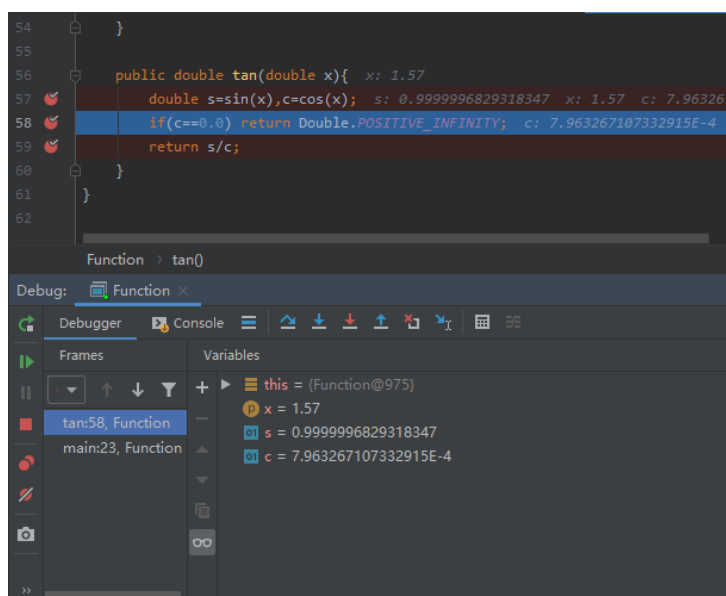 54 }
55
56 public double tan(double x){ x: 1.57
57 double s=sin(x),c=cos(x); s: 0.9999996829318347 x: 1.57 c: 7.96326
58 if(c==0.0) return Double.POSITIVE_INFINITY; c: 7.963267107332915E-4
59 return s/c;
60 }
61 }
62
Function › tan()
Debug: Function ×
Debugger Console
Frames Variables
this = {Function@975}
p x = 1.57
tan:58, Function
01 s = 0.9999996829318347
main:23, Function
01 c = 7.963267107332915E-4